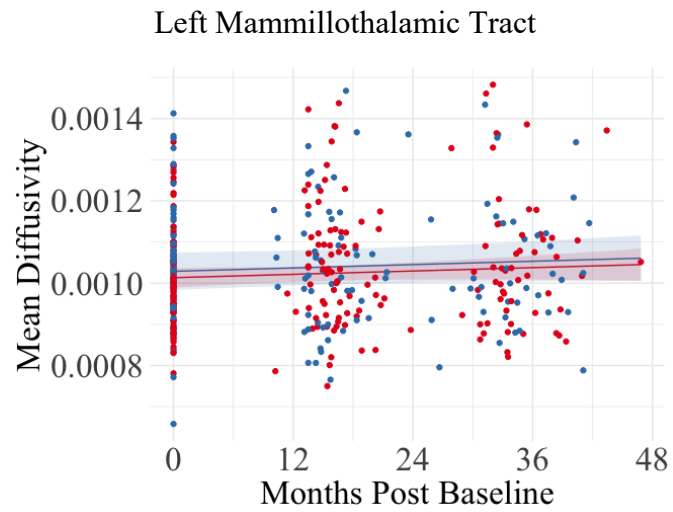 Left Mammillothalamic Tract
Mean Diffusivity
0.0014
0.0012
0.0010
0.0008
0 12 24 36 48
Months Post Baseline